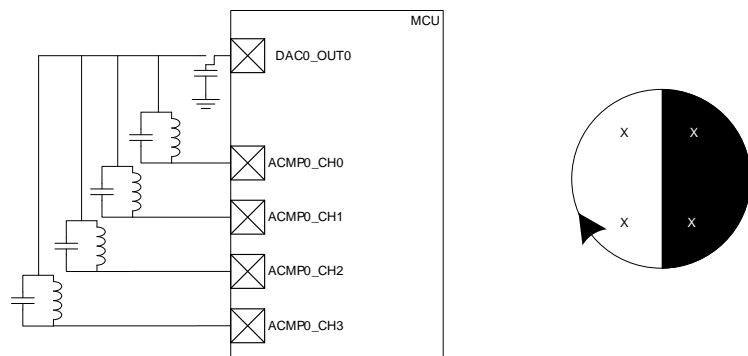 MCU
DAC0_OUT0
ACMP0_CH0
ACMP0_CH1
ACMP0_CH2
ACMP0_CH3
X X
X X